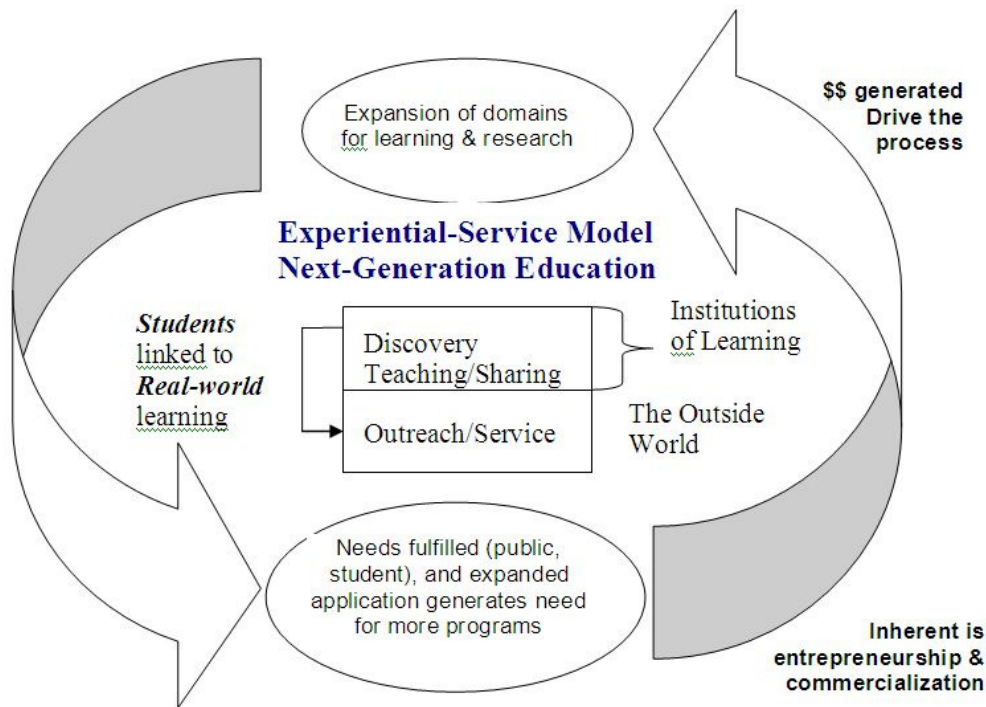 $$ generated
Drive the
process
Expansion of domains
for learning & research
Experiential-Service Model
Next-Generation Education
Students
linked to
Real-world
learning
Discovery
Teaching/Sharing
Institutions
of Learning
Outreach/Service
The Outside
World
Needs fulfilled (public,
student), and expanded
application generates need
for more programs
Inherent is
entrepreneurship &
commercialization